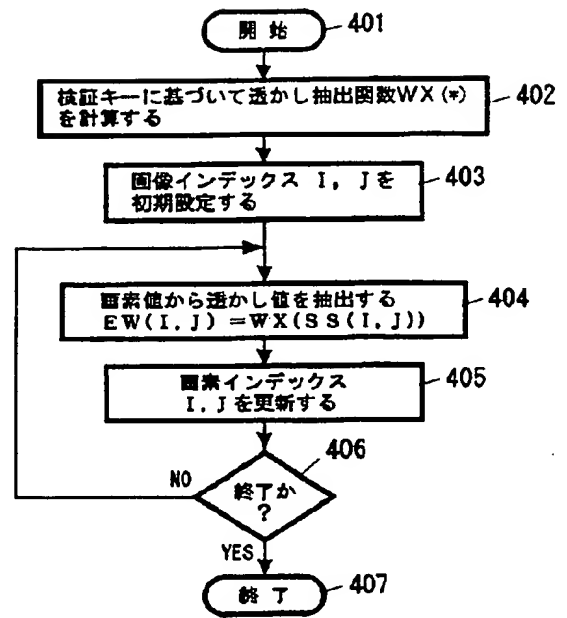 開 始
401
検証キーに基づいて透かし抽出関数WX(*)
を計算する
402
画像インデックス I, Jを
初期設定する
403
画素値から透かし値を抽出する
EW(I,J)=WX(SS(I,J))
404
画素インデックス
I,Jを更新する
405
406
終了か
?
NO
YES
終 了
407